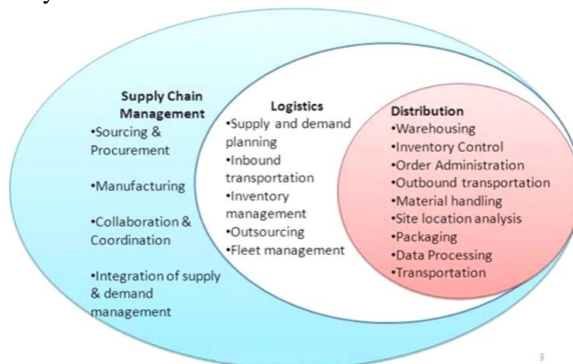 Supply Chain
Management
•Sourcing &
Procurement
•Manufacturing
•Collaboration &
Coordination
•Integration of supply
& demand
management
Logistics
•Supply and demand
planning
•Inbound
transportation
•Inventory
management
•Outsourcing
•Fleet management
Distribution
•Warehousing
•Inventory Control
•Order Administration
•Outbound transportation
•Material handling
•Site location analysis
•Packaging
•Data Processing
•Transportation
9